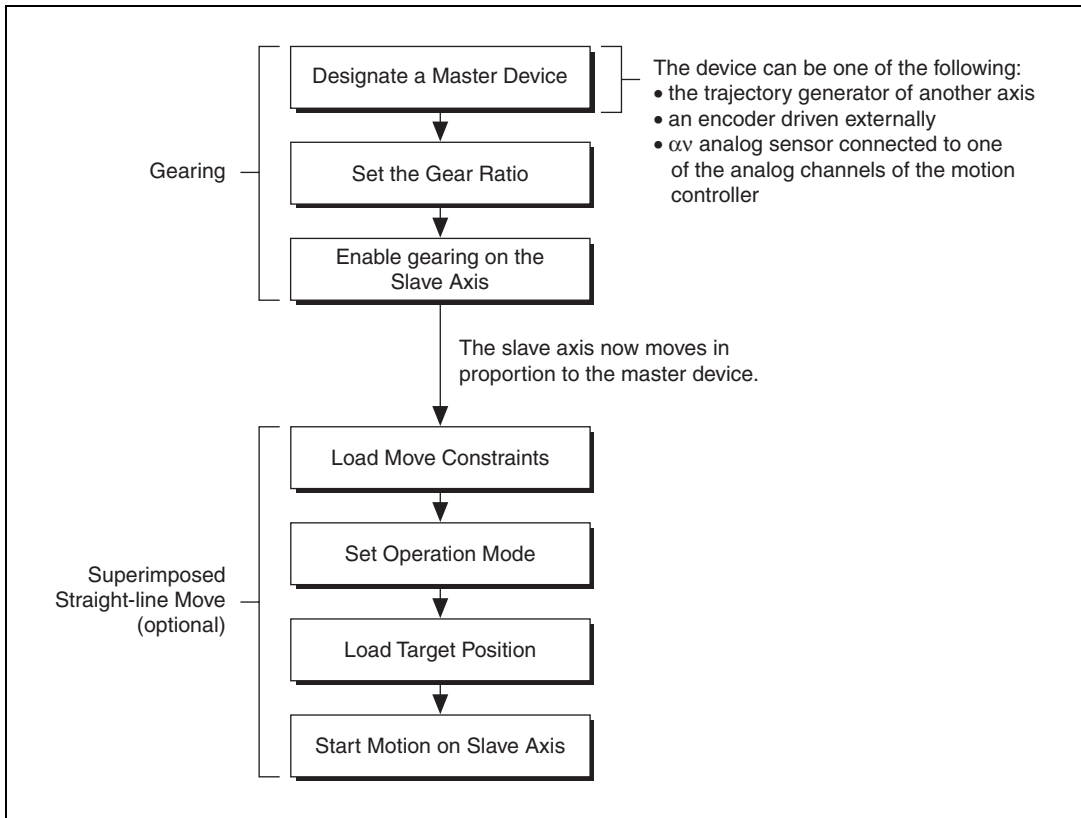 Designate a Master Device
The device can be one of the following:
• the trajectory generator of another axis
• an encoder driven externally
• αν analog sensor connected to one
of the analog channels of the motion
controller
Gearing
Set the Gear Ratio
Enable gearing on the
Slave Axis
The slave axis now moves in
proportion to the master device.
Load Move Constraints
Set Operation Mode
Superimposed
Straight-line Move
(optional)
Load Target Position
Start Motion on Slave Axis